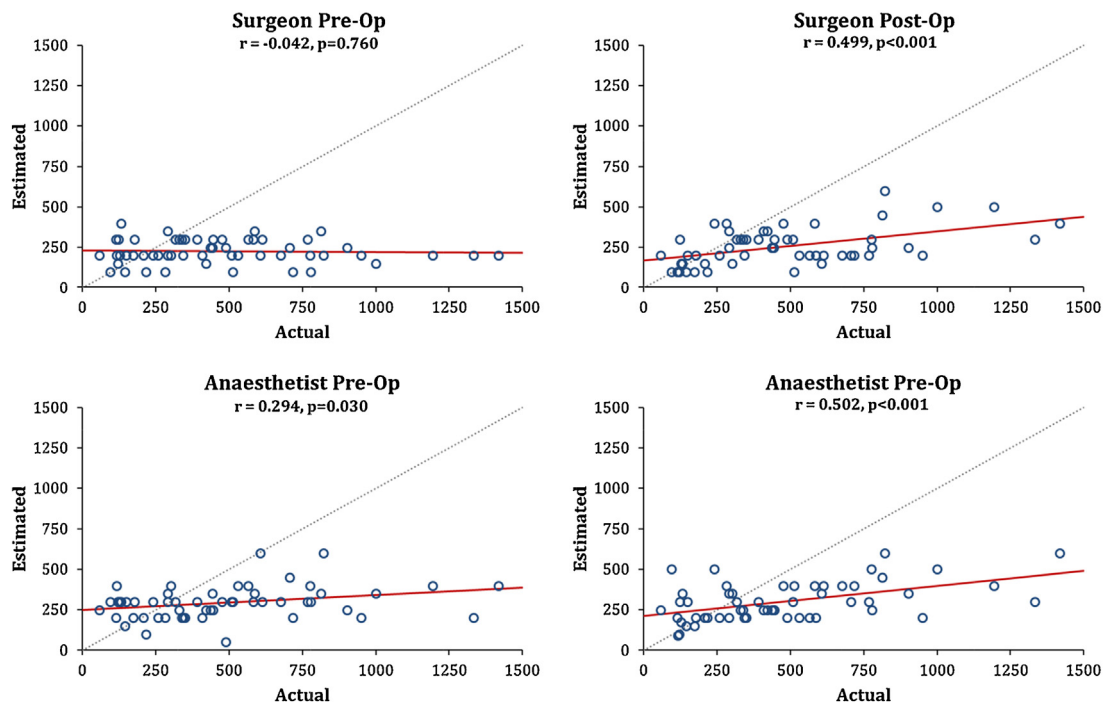 Surgeon Pre-Op
r = -0.042, p=0.760
1500
1250
1000
750
500
250
0
Estimated
0 250 500 750 1000 1250 1500
Actual
Surgeon Post-Op
r = 0.499, p<0.001
1500
1250
1000
750
500
250
0
Estimated
0 250 500 750 1000 1250 1500
Actual
Anaesthetist Pre-Op
r = 0.294, p=0.030
1500
1250
1000
750
500
250
0
Estimated
0 250 500 750 1000 1250 1500
Actual
Anaesthetist Pre-Op
r = 0.502, p<0.001
1500
1250
1000
750
500
250
0
Estimated
0 250 500 750 1000 1250 1500
Actual